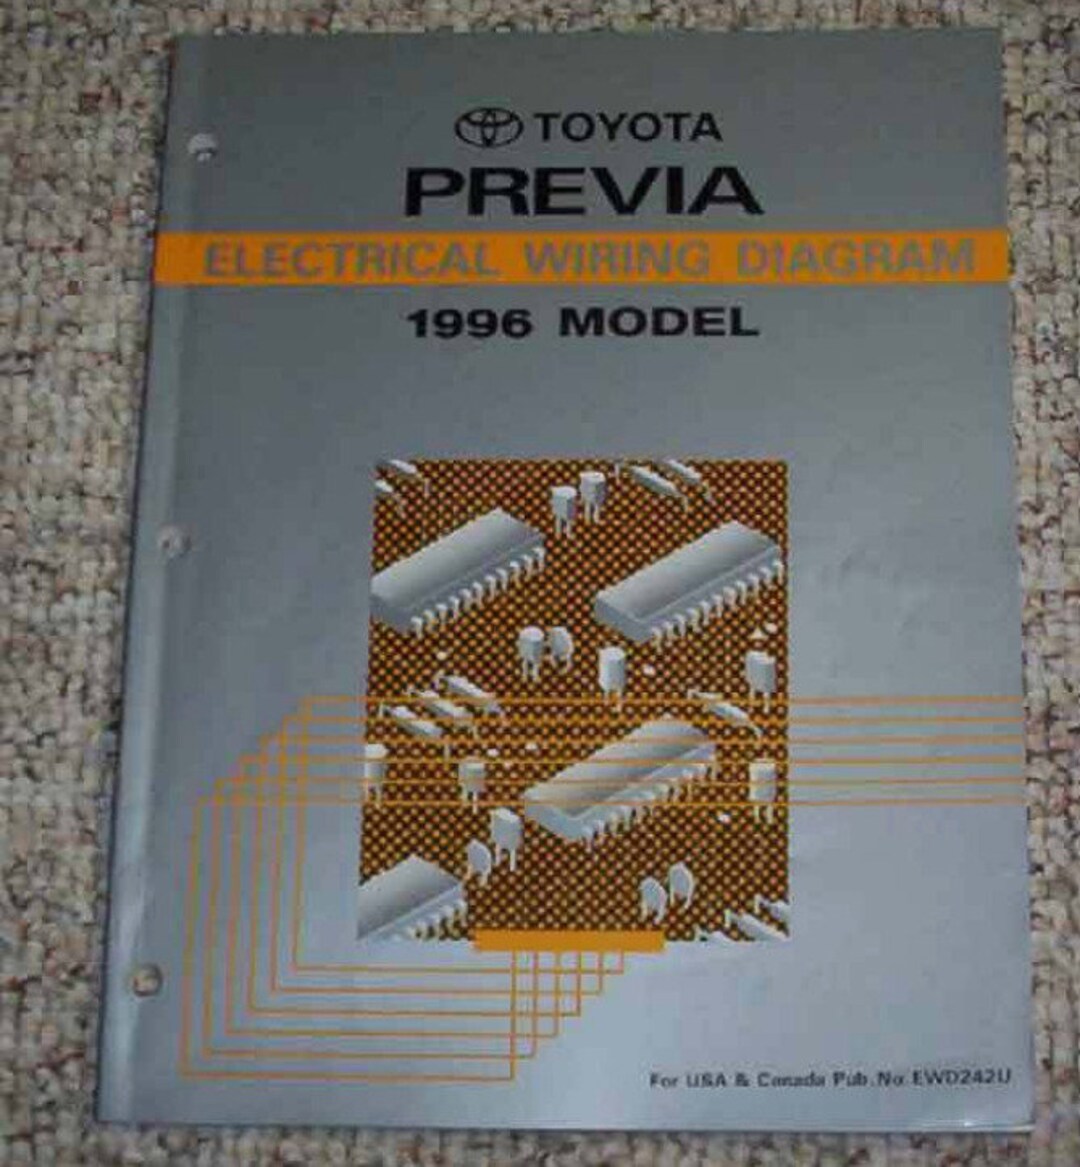 TOYOTA
PREVIA
ELECTRICAL WIRING DIAGRAM
1996 MODEL
For USA & Canada Pub. No. EWD242U